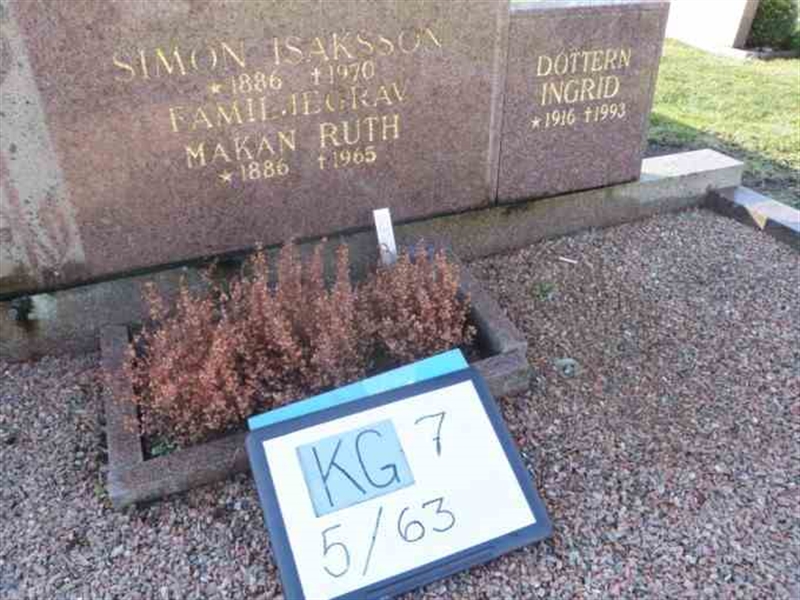 SIMON ISAKSSON
*1886 †1970
FAMILJEGRAV
MAKAN RUTH
*1886 †1965
DOTTERN
INGRID
*1916 †1993
KG 7
5/63